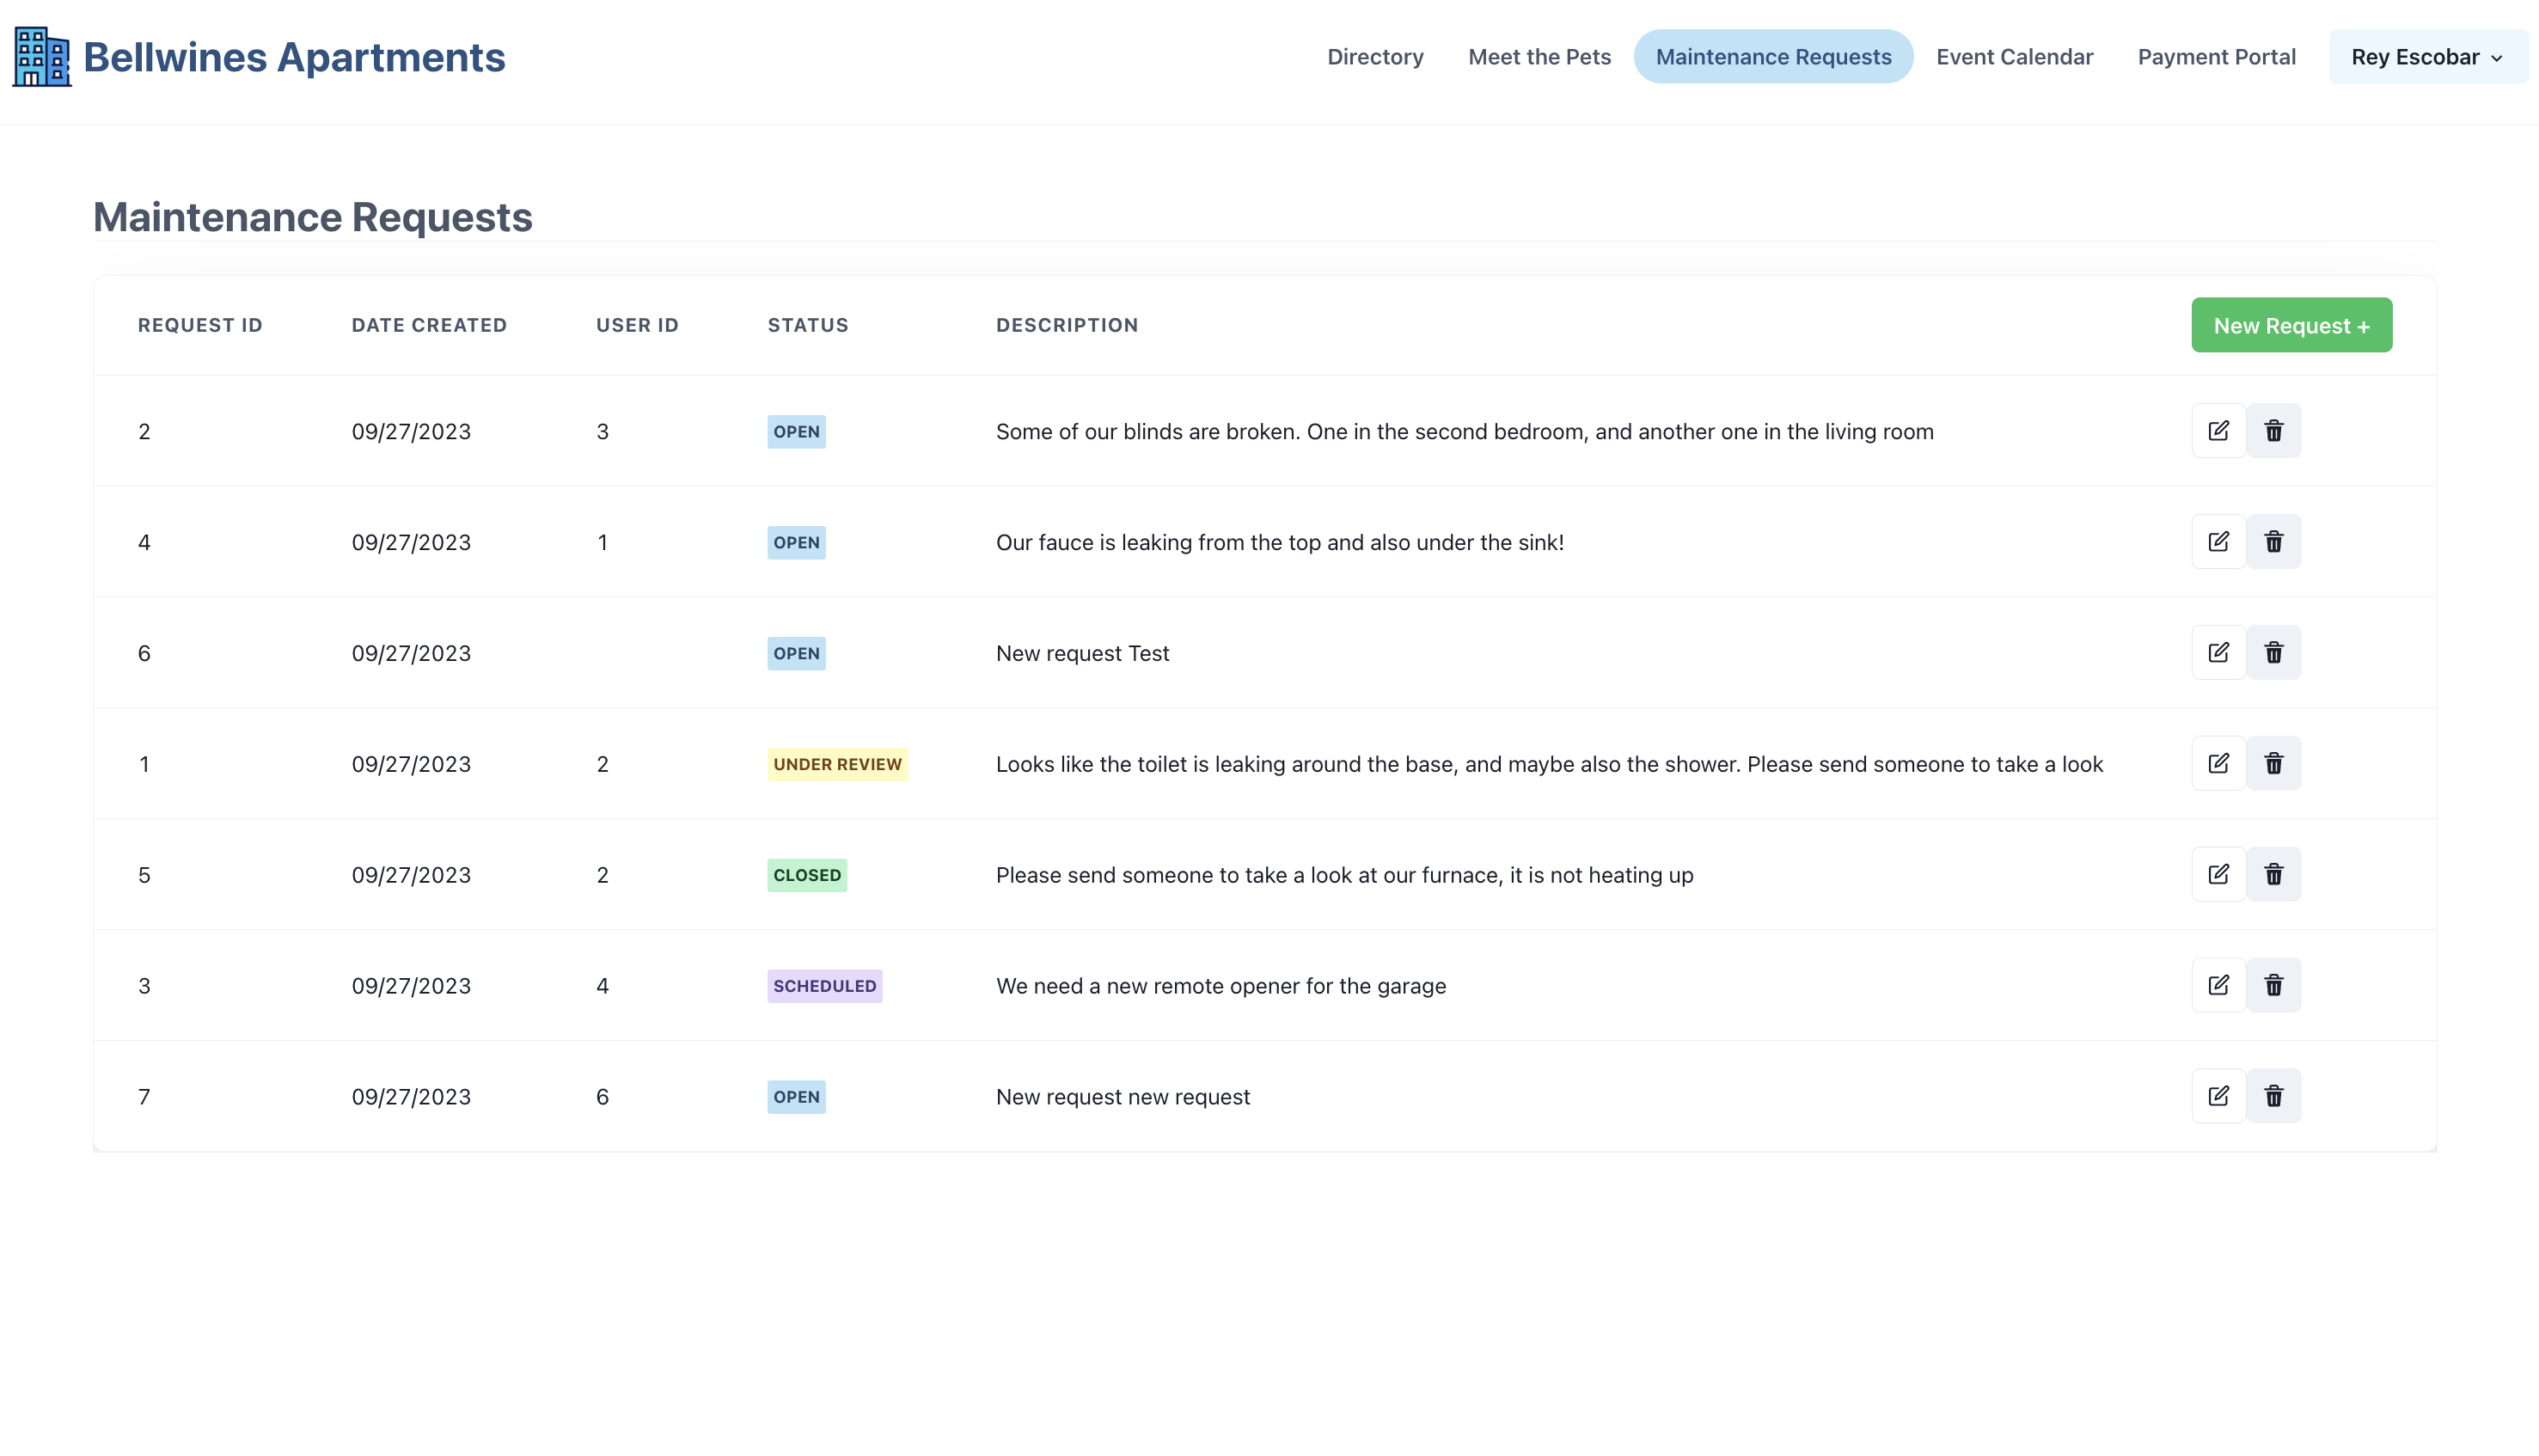 Bellwines Apartments
Directory Meet the Pets Maintenance Requests Event Calendar Payment Portal Rey Escobar
Maintenance Requests
REQUEST ID DATE CREATED USER ID STATUS DESCRIPTION New Request +
2 09/27/2023 3 OPEN Some of our blinds are broken. One in the second bedroom, and another one in the living room
4 09/27/2023 1 OPEN Our fauce is leaking from the top and also under the sink!
6 09/27/2023 OPEN New request Test
1 09/27/2023 2 UNDER REVIEW Looks like the toilet is leaking around the base, and maybe also the shower. Please send someone to take a look
5 09/27/2023 2 CLOSED Please send someone to take a look at our furnace, it is not heating up
3 09/27/2023 4 SCHEDULED We need a new remote opener for the garage
7 09/27/2023 6 OPEN New request new request